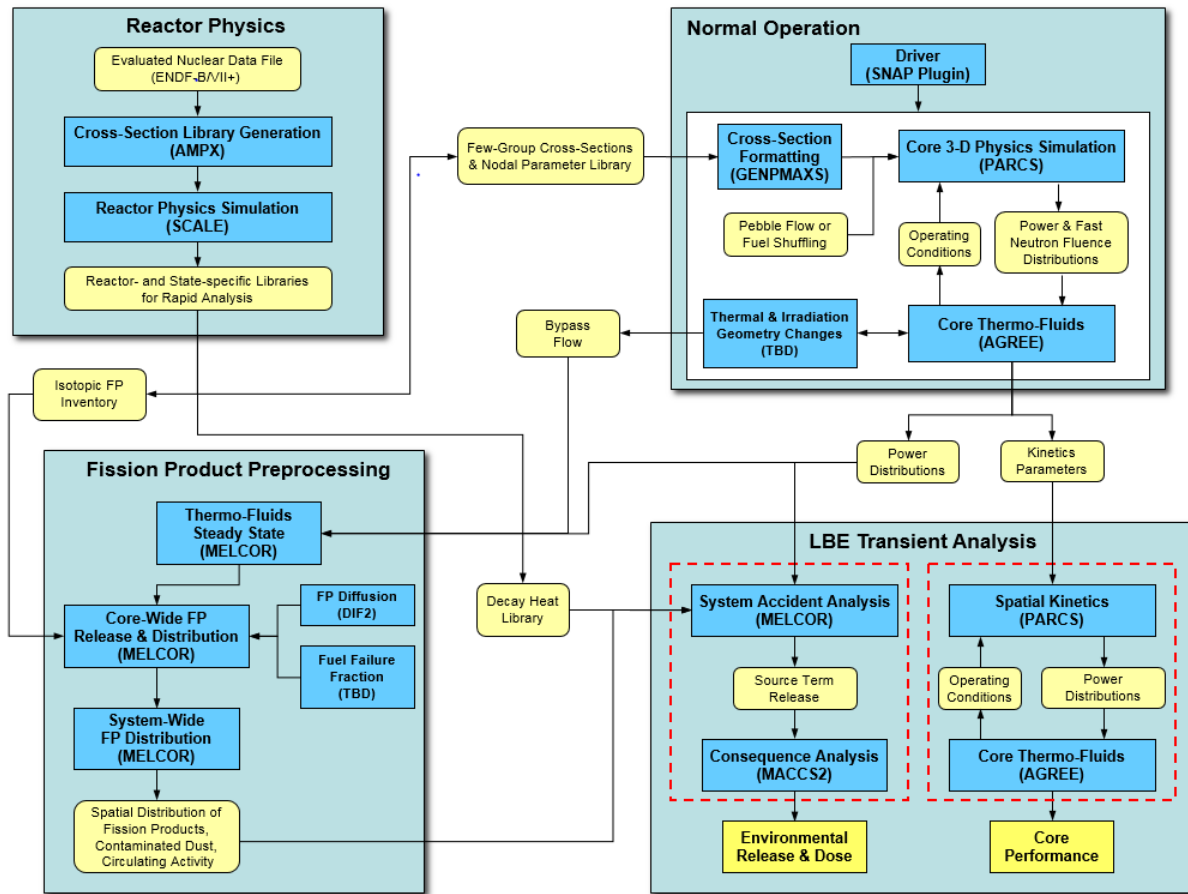 Reactor Physics
Evaluated Nuclear Data File
(ENDF-B/VII+)
Cross-Section Library Generation
(AMPX)
Reactor Physics Simulation
(SCALE)
Reactor- and State-specific Libraries
for Rapid Analysis
Normal Operation
Driver
(SNAP Plugin)
Few-Group Cross-Sections
& Nodal Parameter Library
Cross-Section
Formatting
(GENPMAXS)
Core 3-D Physics Simulation
(PARCS)
Pebble Flow or
Fuel Shuffling
Operating
Conditions
Power & Fast
Neutron Fluence
Distributions
Bypass
Flow
Thermal & Irradiation
Geometry Changes
(TBD)
Core Thermo-Fluids
(AGREE)
Isotopic FP
Inventory
Power
Distributions
Kinetics
Parameters
Fission Product Preprocessing
Thermo-Fluids
Steady State
(MELCOR)
Core-Wide FP
Release & Distribution
(MELCOR)
FP Diffusion
(DIF2)
Fuel Failure
Fraction
(TBD)
System-Wide
FP Distribution
(MELCOR)
Spatial Distribution of
Fission Products,
Contaminated Dust,
Circulating Activity
Decay Heat
Library
LBE Transient Analysis
System Accident Analysis
(MELCOR)
Source Term
Release
Consequence Analysis
(MACCS2)
Environmental
Release & Dose
Spatial Kinetics
(PARCS)
Operating
Conditions
Power
Distributions
Core Thermo-Fluids
(AGREE)
Core
Performance